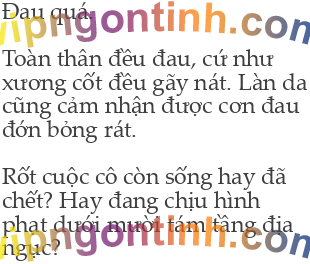 Đau quá.
vipngontinh.com
Toàn thân đều đau, cứ như
xương cốt đều gãy nát. Làn da
cũng cảm nhận được cơn đau
đớn bỏng rát.
Rốt cuộc cô còn sống hay đã
chết? Hay đang chịu hình
phạt dưới mười tám tầng địa
vipngontinh.com
ngục?